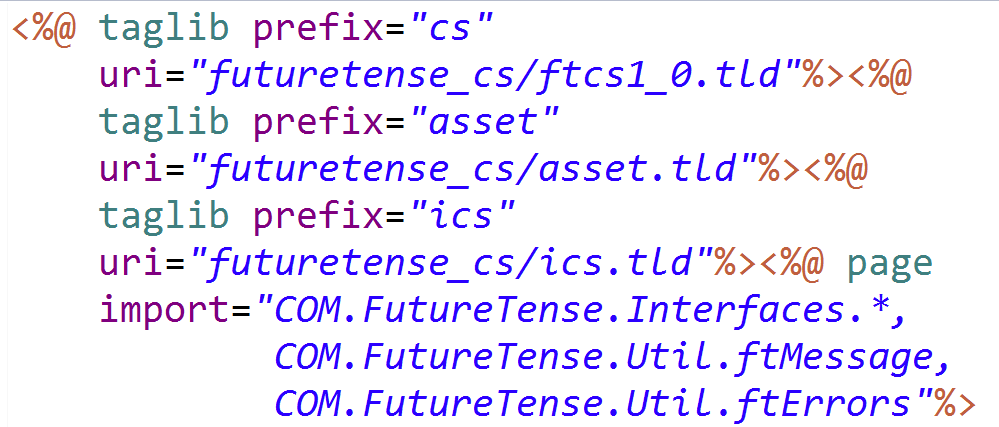 <%@ taglib prefix="cs"
uri="futuretense_cs/ftcs1_0.tld"%><%@
taglib prefix="asset"
uri="futuretense_cs/asset.tld"%><%@
taglib prefix="ics"
uri="futuretense_cs/ics.tld"%><%@ page
import="COM.FutureTense.Interfaces.*,
COM.FutureTense.Util.ftMessage,
COM.FutureTense.Util.ftErrors"%>